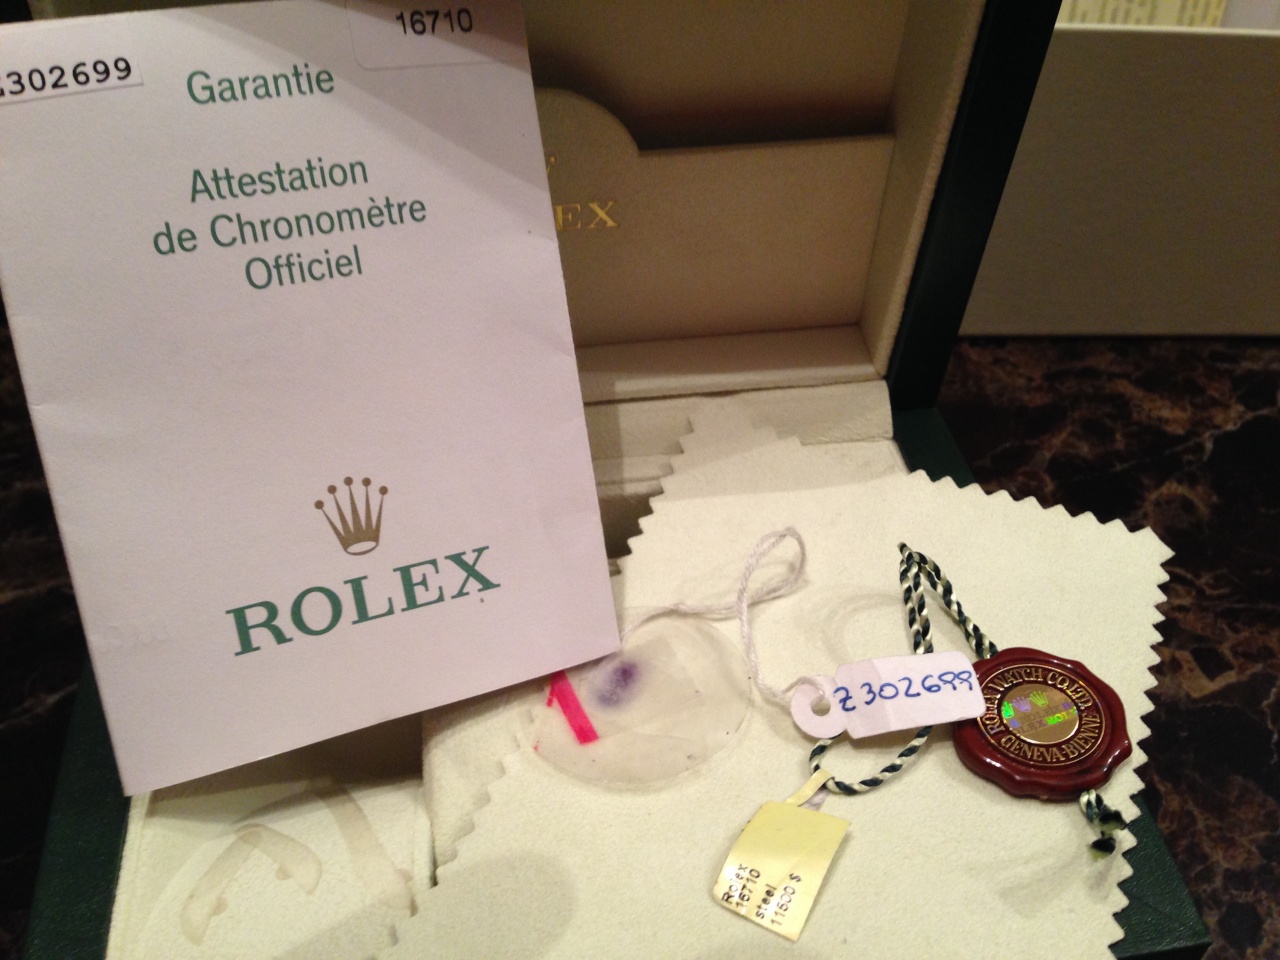 16710
302699
Garantie
Attestation
de Chronomètre
Officiel
ROLEX
EX
Z302699
ROLEX WATCH CO LTD
GENEVA-BIENNE
Rolex
16710
steel
11500 $